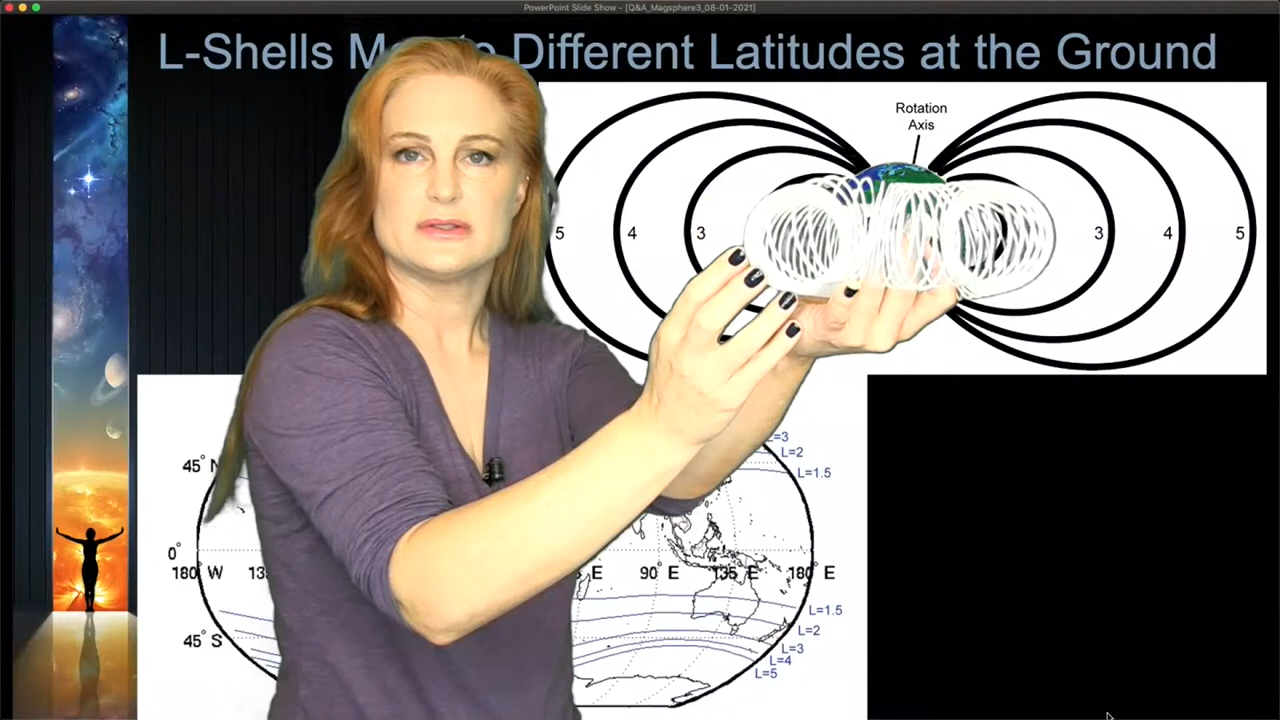 PowerPoint Slide Show - [Q&A_Magsphere3_08-01-2021]
L-Shells Different Latitudes at the Ground
Rotation
Axis
5 4 3 3 4 5
L=3
L=2
L=1.5
45°
0°
180° W E 90° E 135° E 180° E
L=1.5
45° S
L=2
L=3
L=4
L=5